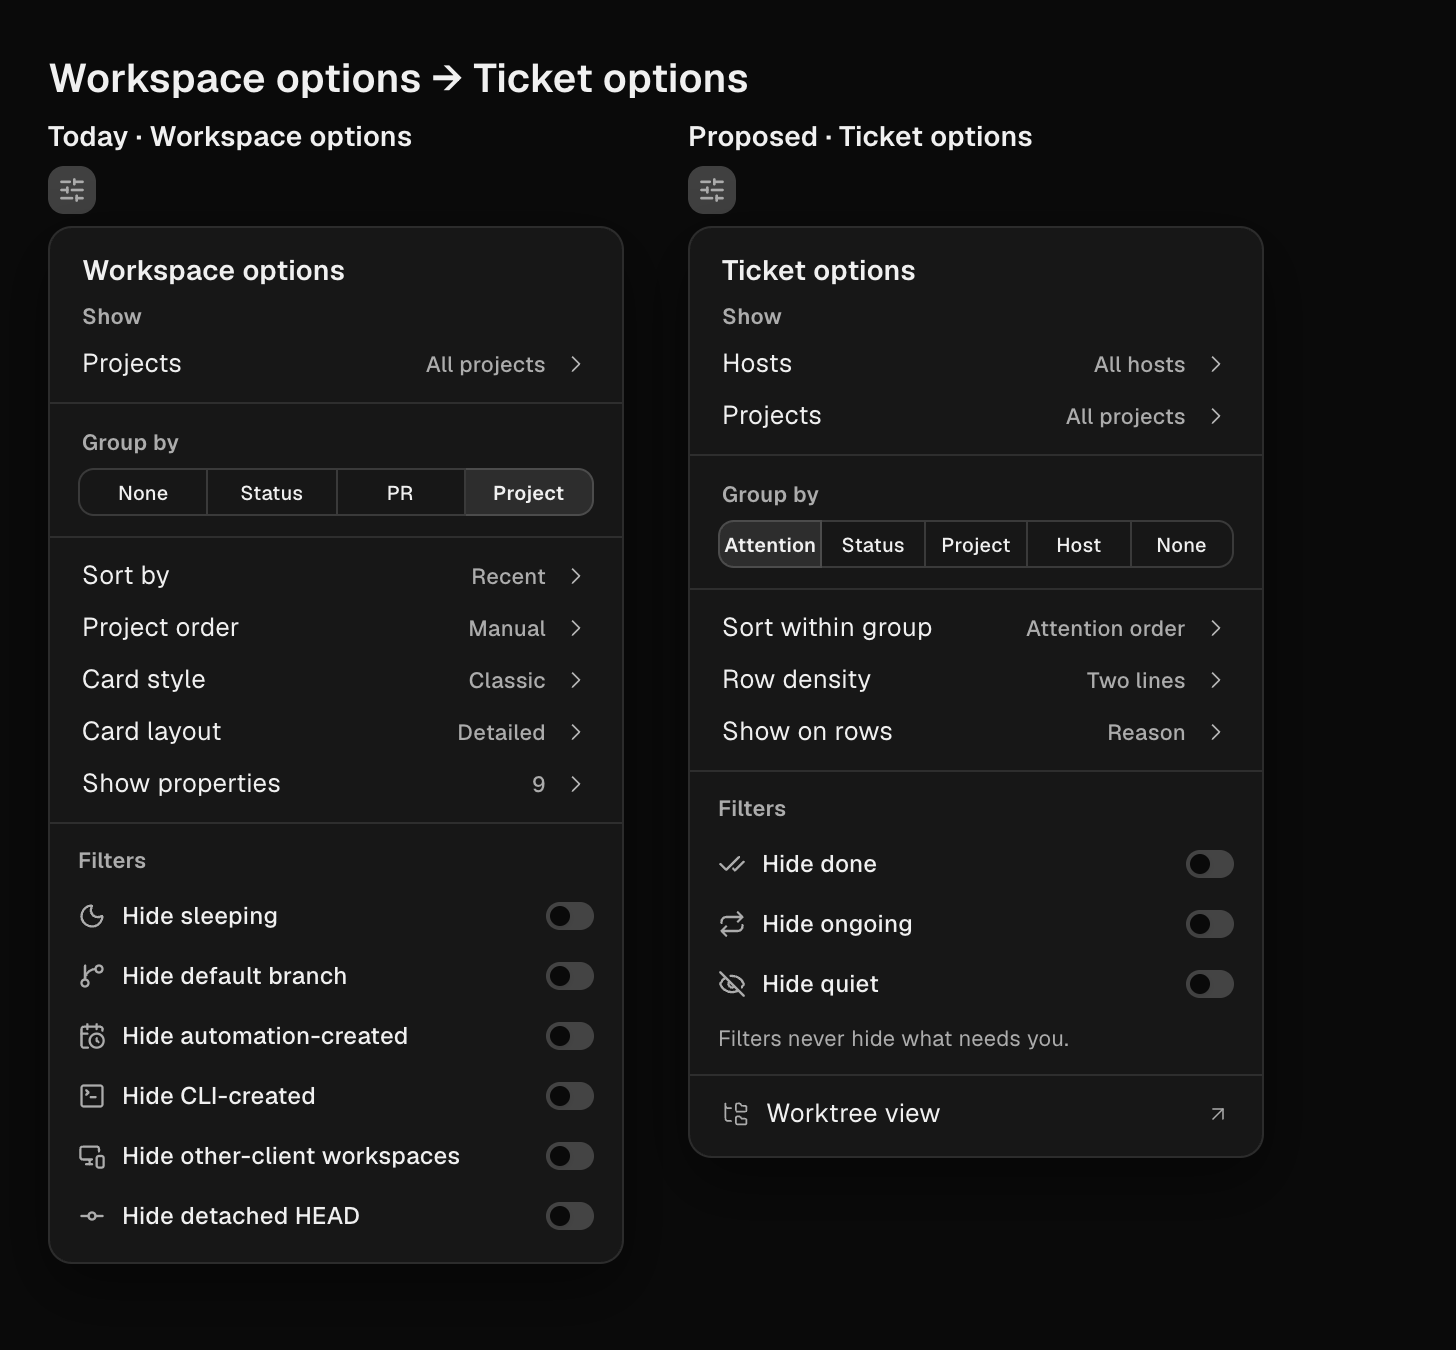 Workspace options → Ticket options
Today · Workspace options
Workspace options
Show
Projects All projects
Group by
None Status PR Project
Sort by Recent
Project order Manual
Card style Classic
Card layout Detailed
Show properties 9
Filters
Hide sleeping
Hide default branch
Hide automation-created
Hide CLI-created
Hide other-client workspaces
Hide detached HEAD
Proposed · Ticket options
Ticket options
Show
Hosts All hosts
Projects All projects
Group by
Attention Status Project Host None
Sort within group Attention order
Row density Two lines
Show on rows Reason
Filters
Hide done
Hide ongoing
Hide quiet
Filters never hide what needs you.
Worktree view